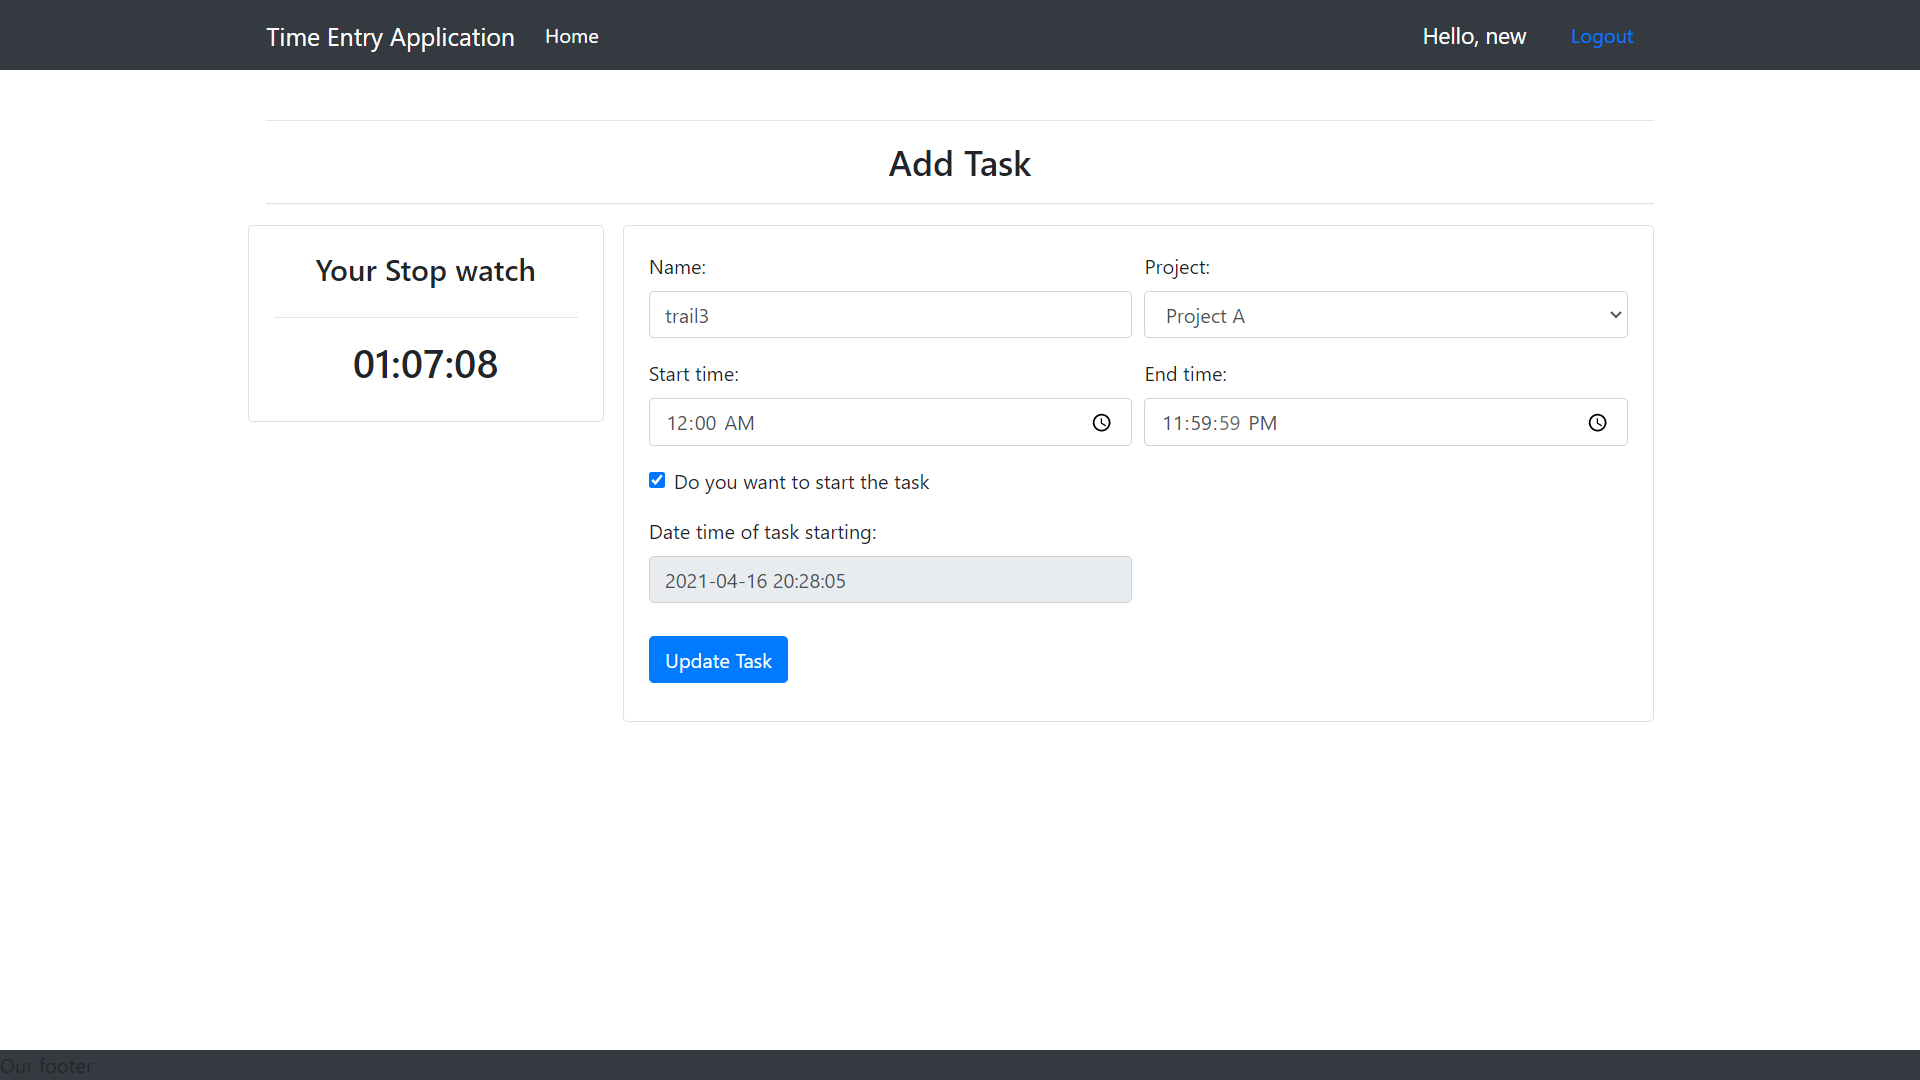 Time Entry Application Home Hello, new Logout
Add Task
Your Stop watch
01:07:08
Name: Project:
trail3 Project A
Start time: End time:
12:00 AM 11:59:59 PM
Do you want to start the task
Date time of task starting:
2021-04-16 20:28:05
Update Task
Our footer